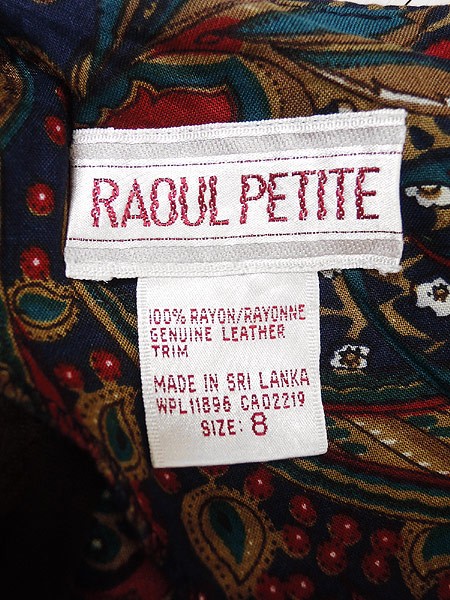 RAOUL PETITE
100% RAYON/RAYONNE
GENUINE LEATHER
TRIM
MADE IN SRI LANKA
WPL11896 CA02219
SIZE: 8